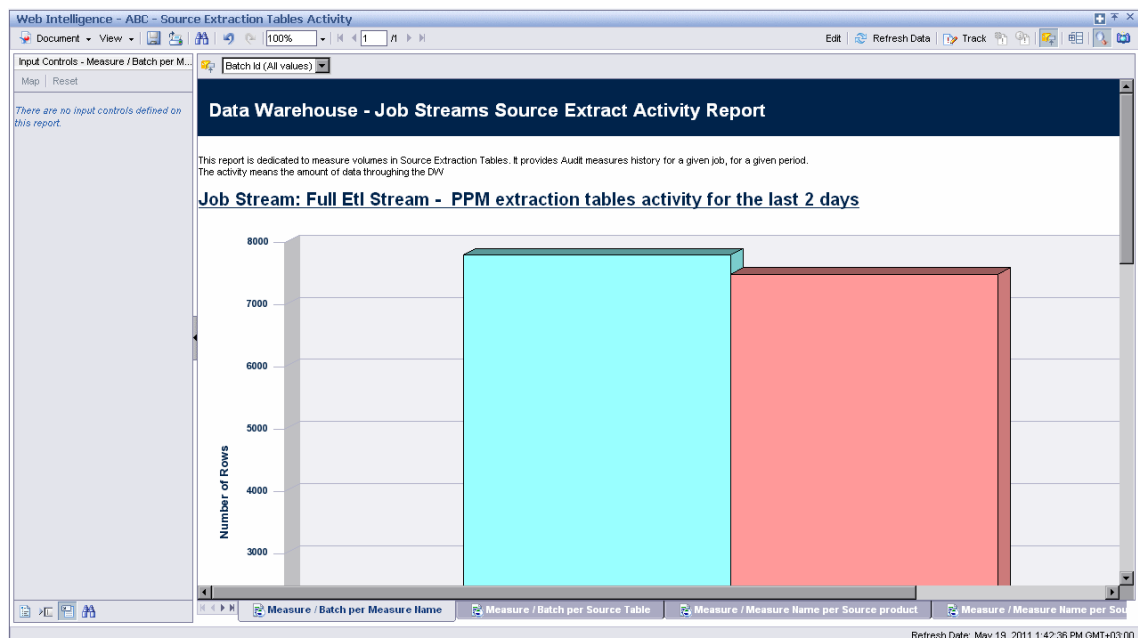 Web Intelligence - ABC - Source Extraction Tables Activity
Document View 100% 1 /1 Edit Refresh Data Track
Input Controls - Measure / Batch per M...
Map Reset
There are no input controls defined on
this report.
Batch Id (All values)
Data Warehouse - Job Streams Source Extract Activity Report
This report is dedicated to measure volumes in Source Extraction Tables. It provides Audit measures history for a given job, for a given period.
The activity means the amount of data throughing the DW
Job Stream: Full Etl Stream - PPM extraction tables activity for the last 2 days
8000
7000
6000
5000
4000
3000
Number of Rows
Measure / Batch per Measure Name
Measure / Batch per Source Table
Measure / Measure Name per Source product
Measure / Measure Name per Sou
Refresh Date: May 19, 2011 1:42:36 PM GMT+03:00